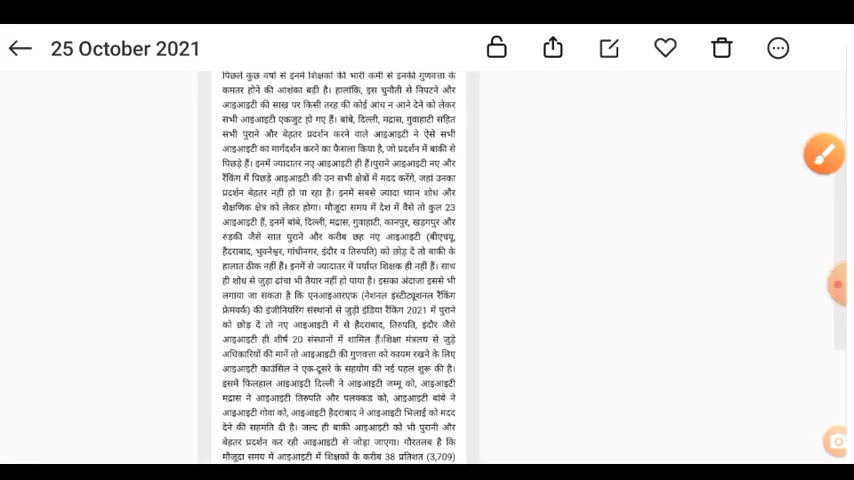 25 October 2021
पिछले कुछ वर्षों से इनमें शिक्षकों की भारी कमी से इनकी गुणवत्ता के
कमतर होने की आशंका बढ़ी है। हालांकि, इस चुनौती से निपटने और
आइआइटी की साख पर किसी तरह की कोई आंच न आने देने को लेकर
सभी आइआइटी एकजुट हो गए हैं। बांबे, दिल्ली, मद्रास, गुवाहाटी सहित
सभी पुराने और बेहतर प्रदर्शन करने वाले आइआइटी ने ऐसे सभी
आइआइटी का मार्गदर्शन करने का फैसला किया है, जो प्रदर्शन में बाकी से
पिछड़े हैं। इनमें ज्यादातर नए आइआइटी ही हैं।पुराने आइआइटी नए और
रैंकिंग में पिछड़े आइआइटी की उन सभी क्षेत्रों में मदद करेंगे, जहां उनका
प्रदर्शन बेहतर नहीं हो पा रहा है। इनमें सबसे ज्यादा ध्यान शोध और
शैक्षणिक क्षेत्र को लेकर होगा। मौजूदा समय में देश में वैसे तो कुल 23
आइआइटी हैं, इनमें बांबे, दिल्ली, मद्रास, गुवाहाटी, कानपुर, खड़गपुर और
रुड़की जैसे सात पुराने और करीब छह नए आइआइटी (बीएचयू,
हैदराबाद, भुवनेश्वर, गांधीनगर, इंदौर व तिरुपति) को छोड़ दें तो बाकी के
हालात ठीक नहीं हैं। इनमें से ज्यादातर में पर्याप्त शिक्षक ही नहीं हैं। साथ
ही शोध से जुड़ा ढांचा भी तैयार नहीं हो पाया है। इसका अंदाजा इससे भी
लगाया जा सकता है कि एनआइआरएफ (नेशनल इंस्टीट्यूशनल रैंकिंग
फ्रेमवर्क) की इंजीनियरिंग संस्थानों से जुड़ी इंडिया रैंकिंग 2021 में पुराने
को छोड़ दें तो नए आइआइटी में से हैदराबाद, तिरुपति, इंदौर जैसे
आइआइटी ही शीर्ष 20 संस्थानों में शामिल हैं।शिक्षा मंत्रलय से जुड़े
अधिकारियों की मानें तो आइआइटी की गुणवत्ता को कायम रखने के लिए
आइआइटी काउंसिल ने एक-दूसरे के सहयोग की नई पहल शुरू की है।
इसमें फिलहाल आइआइटी दिल्ली ने आइआइटी जम्मू को, आइआइटी
मद्रास ने आइआइटी तिरुपति और पलक्कड को, आइआइटी बांबे ने
आइआइटी गोवा को, आइआइटी हैदराबाद ने आइआइटी भिलाई को मदद
देने की सहमति दी है। जल्द ही बाकी आइआइटी को भी पुरानी और
बेहतर प्रदर्शन कर रही आइआइटी से जोड़ा जाएगा। गौरतलब है कि
मौजूदा समय में आइआइटी में शिक्षकों के करीब 38 प्रतिशत (3,709)